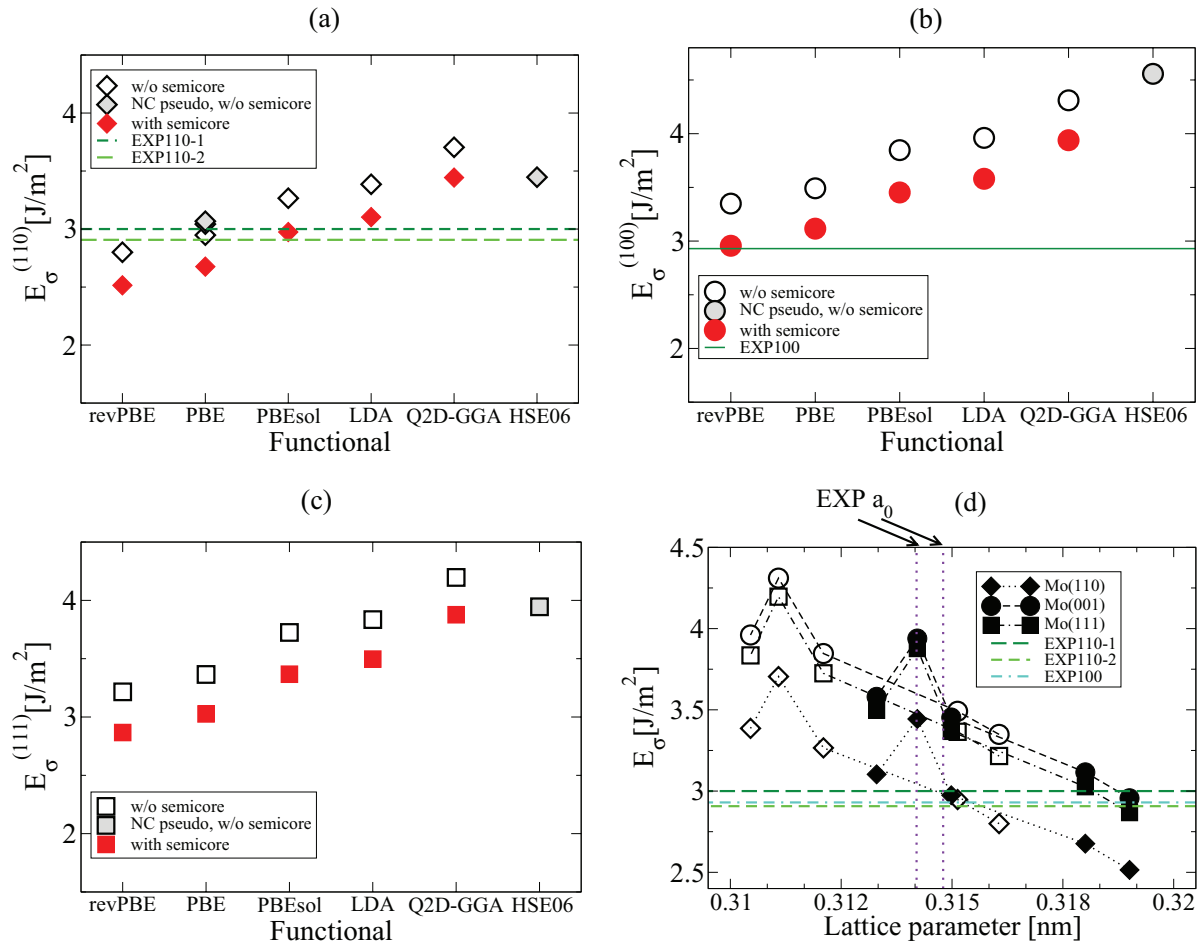 (a)
4
3
2
E_σ^(110)[J/m^2]
w/o semicore
NC pseudo, w/o semicore
with semicore
EXP110-1
EXP110-2
revPBE PBE PBEsol LDA Q2D-GGA HSE06
Functional
(b)
4
3
2
E_σ^(100)[J/m^2]
w/o semicore
NC pseudo, w/o semicore
with semicore
EXP100
revPBE PBE PBEsol LDA Q2D-GGA HSE06
Functional
(c)
4
3
2
E_σ^(111)[J/m^2]
w/o semicore
NC pseudo, w/o semicore
with semicore
revPBE PBE PBEsol LDA Q2D-GGA HSE06
Functional
EXP a_0
(d)
4.5
4
3.5
3
2.5
E_σ[J/m^2]
Mo(110)
Mo(001)
Mo(111)
EXP110-1
EXP110-2
EXP100
0.31 0.312 0.315 0.318 0.32
Lattice parameter [nm]